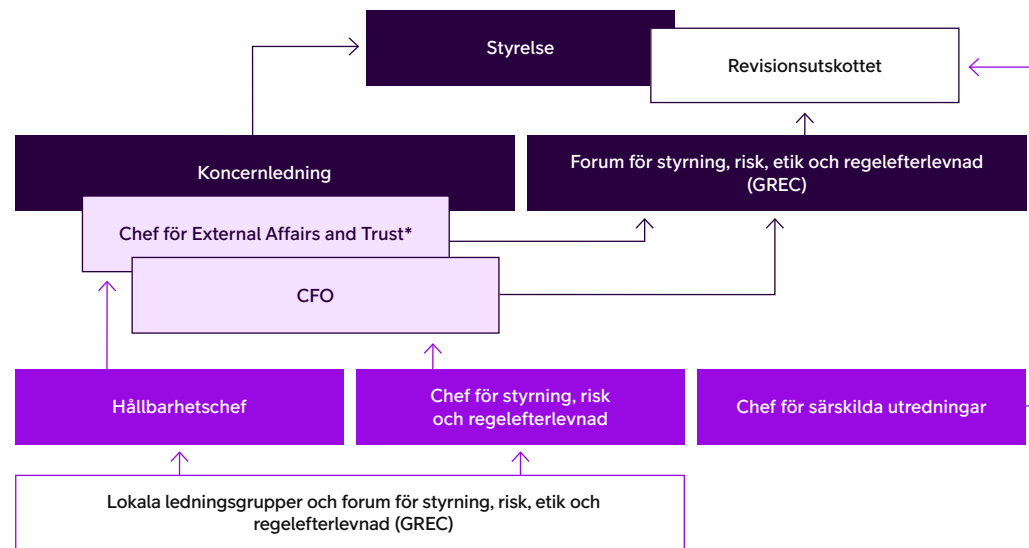 Styrelse
Revisionsutskottet
Koncernledning
Forum för styrning, risk, etik och regelefterlevnad
(GREC)
Chef för External Affairs and Trust*
CFO
Hållbarhetschef
Chef för styrning, risk
och regelefterlevnad
Chef för särskilda utredningar
Lokala ledningsgrupper och forum för styrning, risk, etik och
regelefterlevnad (GREC)